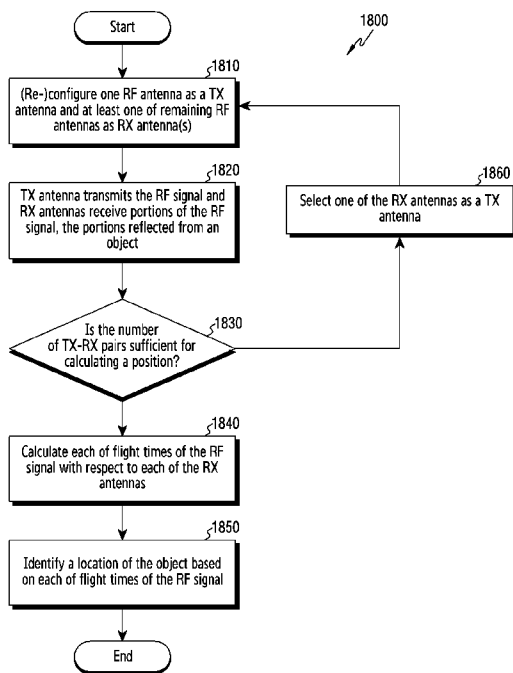 Start
1800
1810
(Re-)configure one RF antenna as a TX
antenna and at least one of remaining RF
antennas as RX antenna(s)
1820
TX antenna transmits the RF signal and
RX antennas receive portions of the RF
signal, the portions reflected from an
object
1860
Select one of the RX antennas as a TX
antenna
1830
Is the number
of TX-RX pairs sufficient for
calculating a position?
1840
Calculate each of flight times of the RF
signal with respect to each of the RX
antennas
1850
Identify a location of the object based
on each of flight times of the RF signal
End